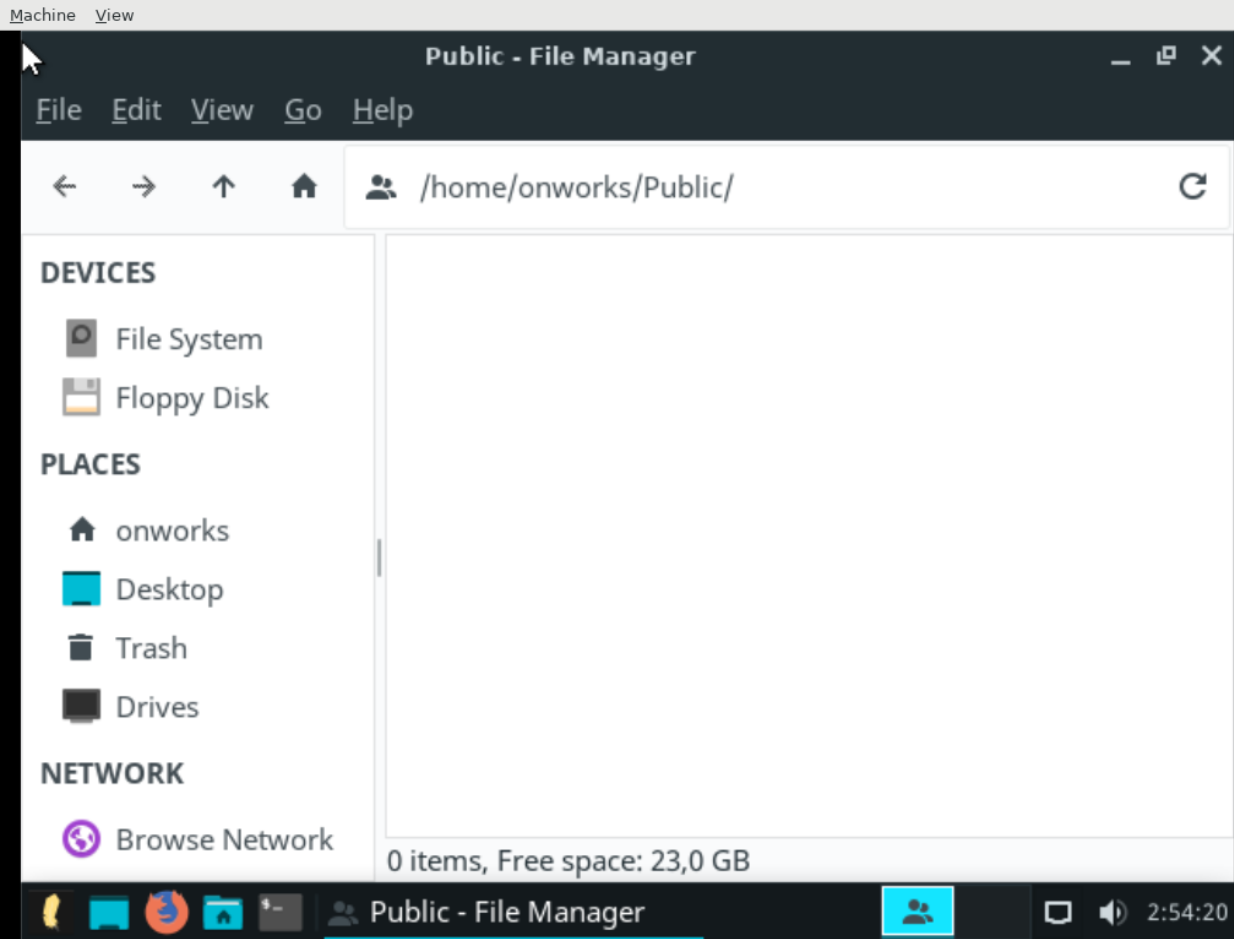 Machine View
Public - File Manager
File Edit View Go Help
/home/onworks/Public/
DEVICES
File System
Floppy Disk
PLACES
onworks
Desktop
Trash
Drives
NETWORK
Browse Network
0 items, Free space: 23,0 GB
$-
Public - File Manager
2:54:20